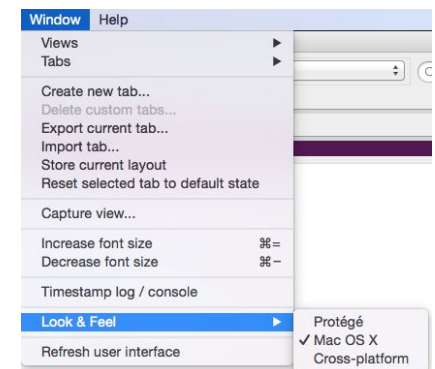 Window Help
Views ▶
Tabs ▶
Create new tab...
Delete custom tabs...
Export current tab...
Import tab...
Store current layout
Reset selected tab to default state
Capture view...
Increase font size ⌘=
Decrease font size ⌘−
Timestamp log / console
Look & Feel ▶
Protégé
✓ Mac OS X
Cross-platform
Refresh user interface